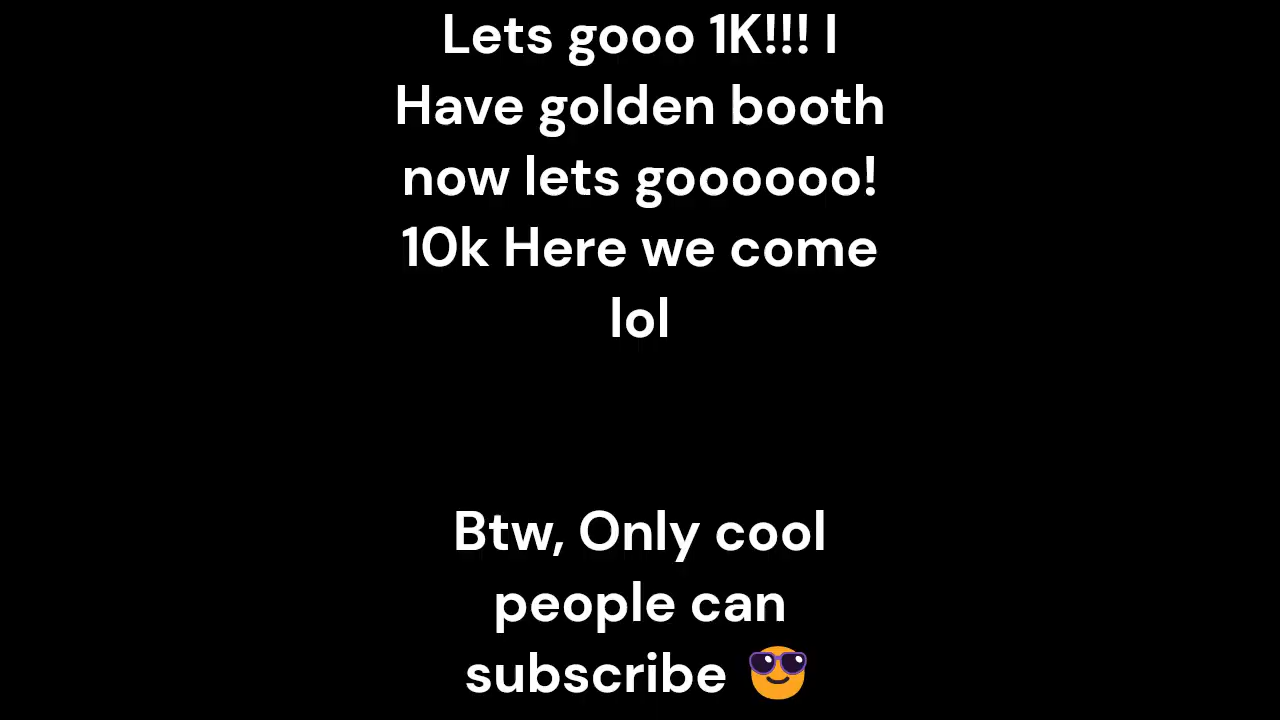 Lets gooo 1K!!! I
Have golden booth
now lets goooooo!
10k Here we come
lol
Btw, Only cool
people can
subscribe 😎